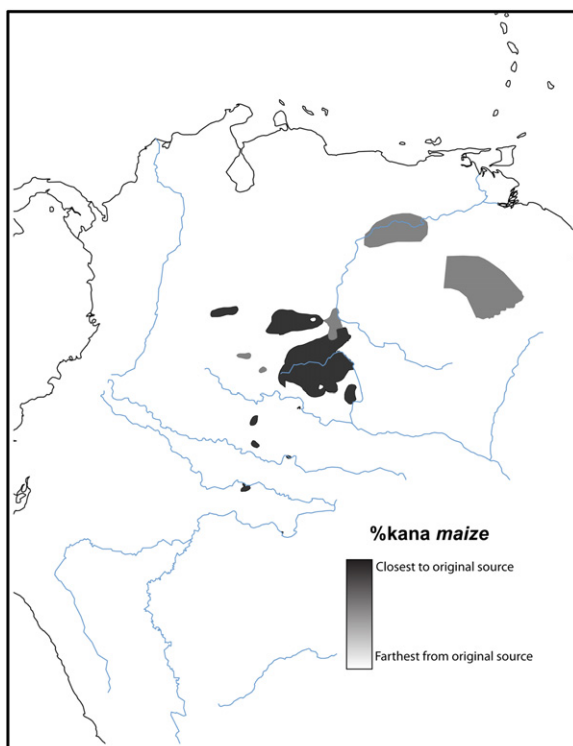 %kana maize
Closest to original source
Farthest from original source